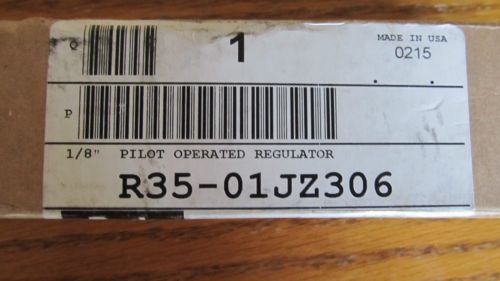 Q
1
MADE IN USA
0215
P
1/8" PILOT OPERATED REGULATOR
R35-01JZ306